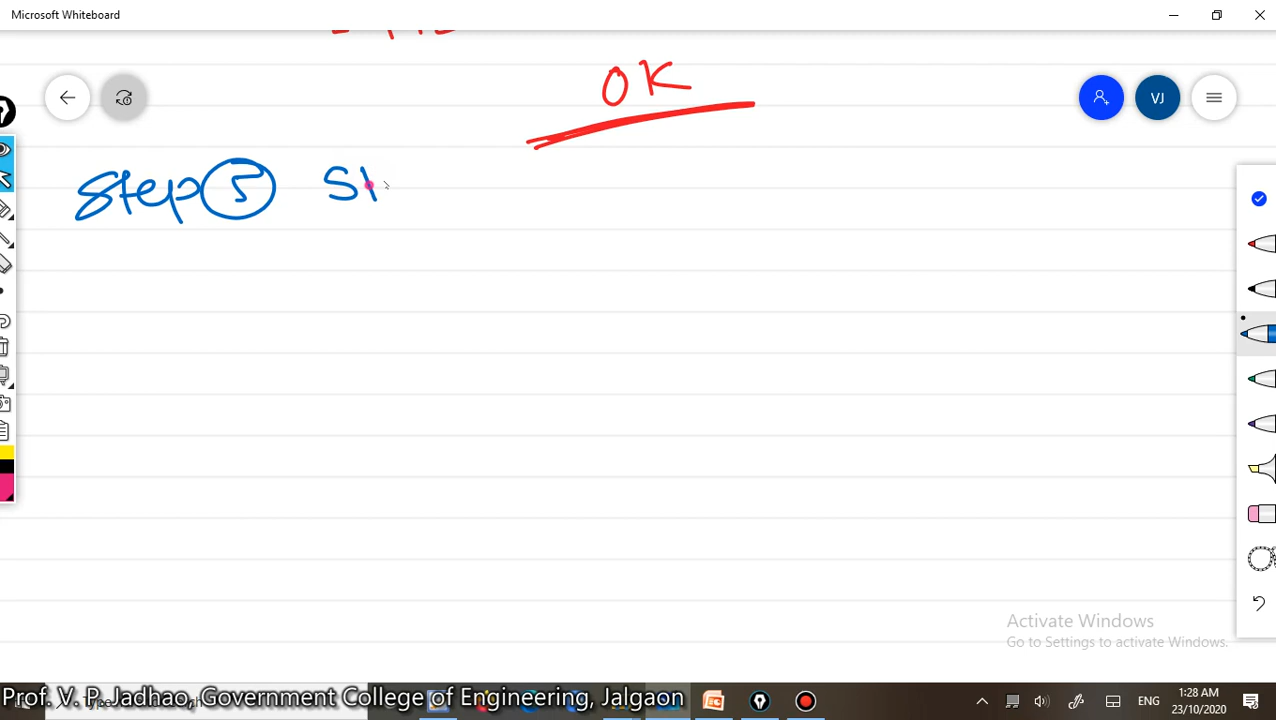 Microsoft Whiteboard
OK
VJ
Step 5
Activate Windows
Go to Settings to activate Windows.
Prof. V. P.Jadhao, Government College of Engineering, Jalgaon
ENG
1:28 AM
23/10/2020